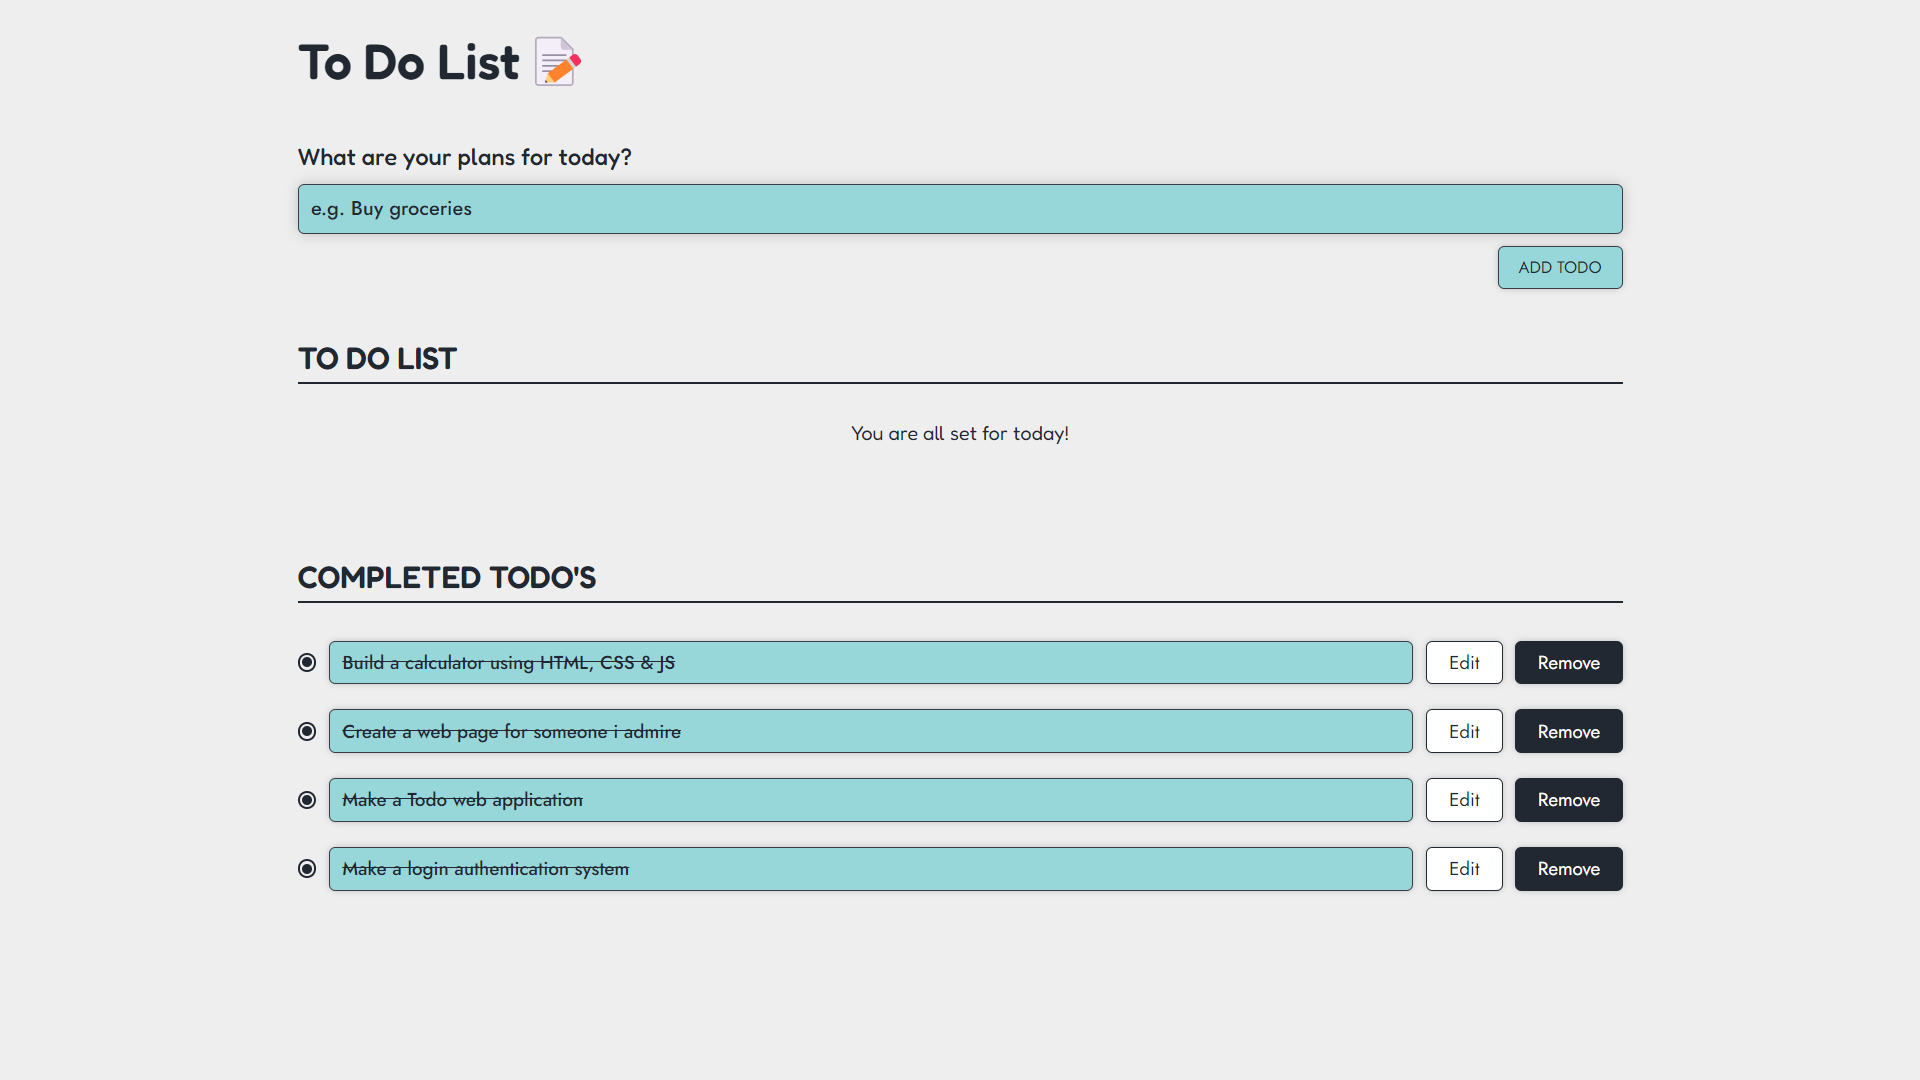 To Do List
What are your plans for today?
e.g. Buy groceries
ADD TODO
TO DO LIST
You are all set for today!
COMPLETED TODO'S
Build a calculator using HTML, CSS & JS Edit Remove
Create a web page for someone i admire Edit Remove
Make a Todo web application Edit Remove
Make a login authentication system Edit Remove